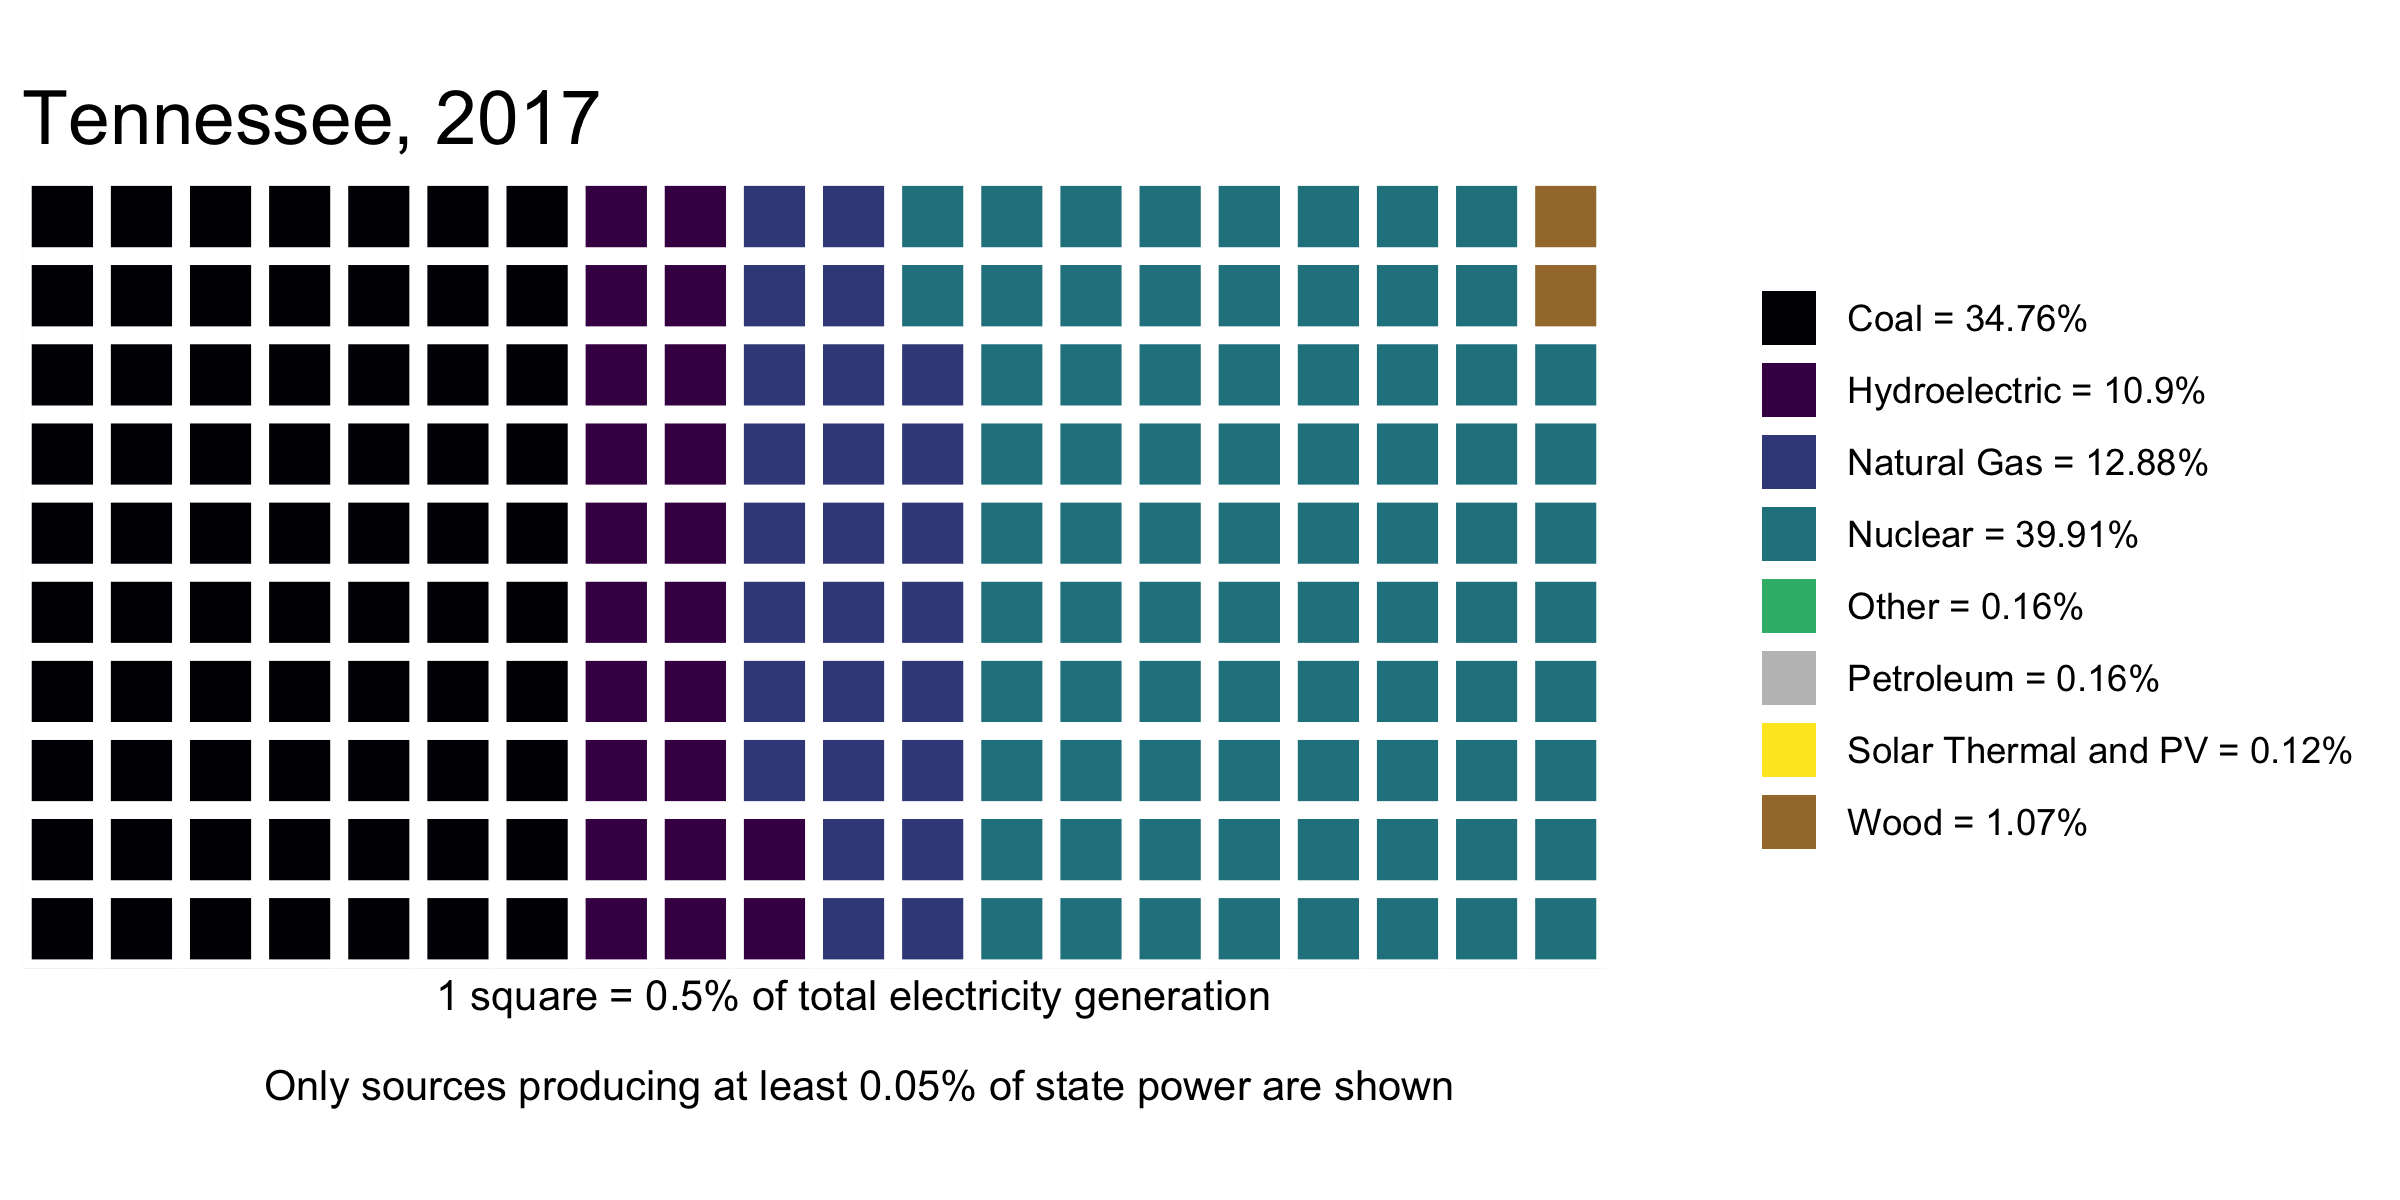 Tennessee, 2017
Coal = 34.76%
Hydroelectric = 10.9%
Natural Gas = 12.88%
Nuclear = 39.91%
Other = 0.16%
Petroleum = 0.16%
Solar Thermal and PV = 0.12%
Wood = 1.07%
1 square = 0.5% of total electricity generation
Only sources producing at least 0.05% of state power are shown